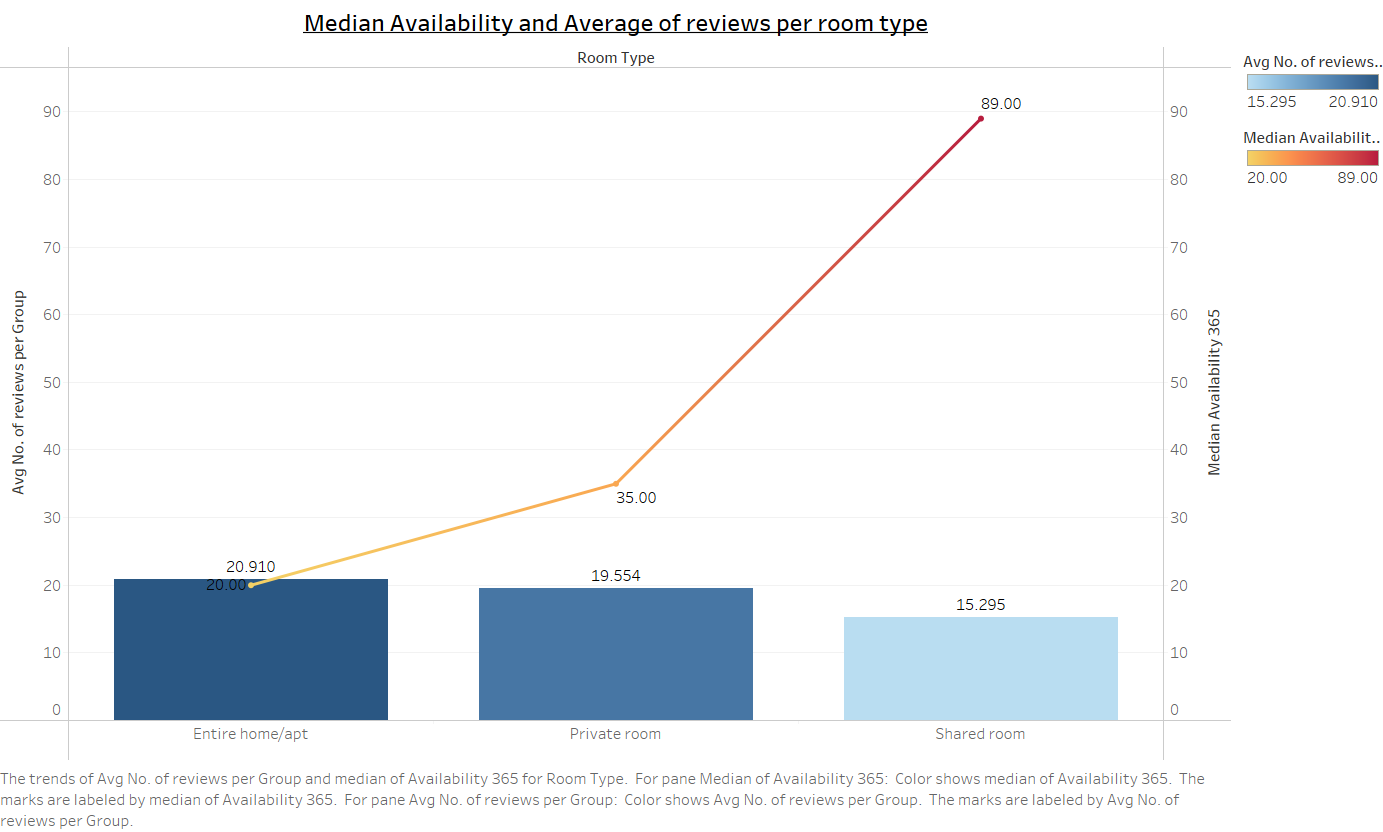 Median Availability and Average of reviews per room type
Room Type
Avg No. of reviews..
15.295 20.910
Median Availabilit..
20.00 89.00
Avg No. of reviews per Group
90
80
70
60
50
40
30
20
10
0
89.00
35.00
20.910
20.00
19.554
15.295
90
80
70
60
50
40
30
20
10
0
Median Availability 365
Entire home/apt Private room Shared room
The trends of Avg No. of reviews per Group and median of Availability 365 for Room Type.  For pane Median of Availability 365:  Color shows median of Availability 365.  The
marks are labeled by median of Availability 365.  For pane Avg No. of reviews per Group:  Color shows Avg No. of reviews per Group.  The marks are labeled by Avg No. of
reviews per Group.